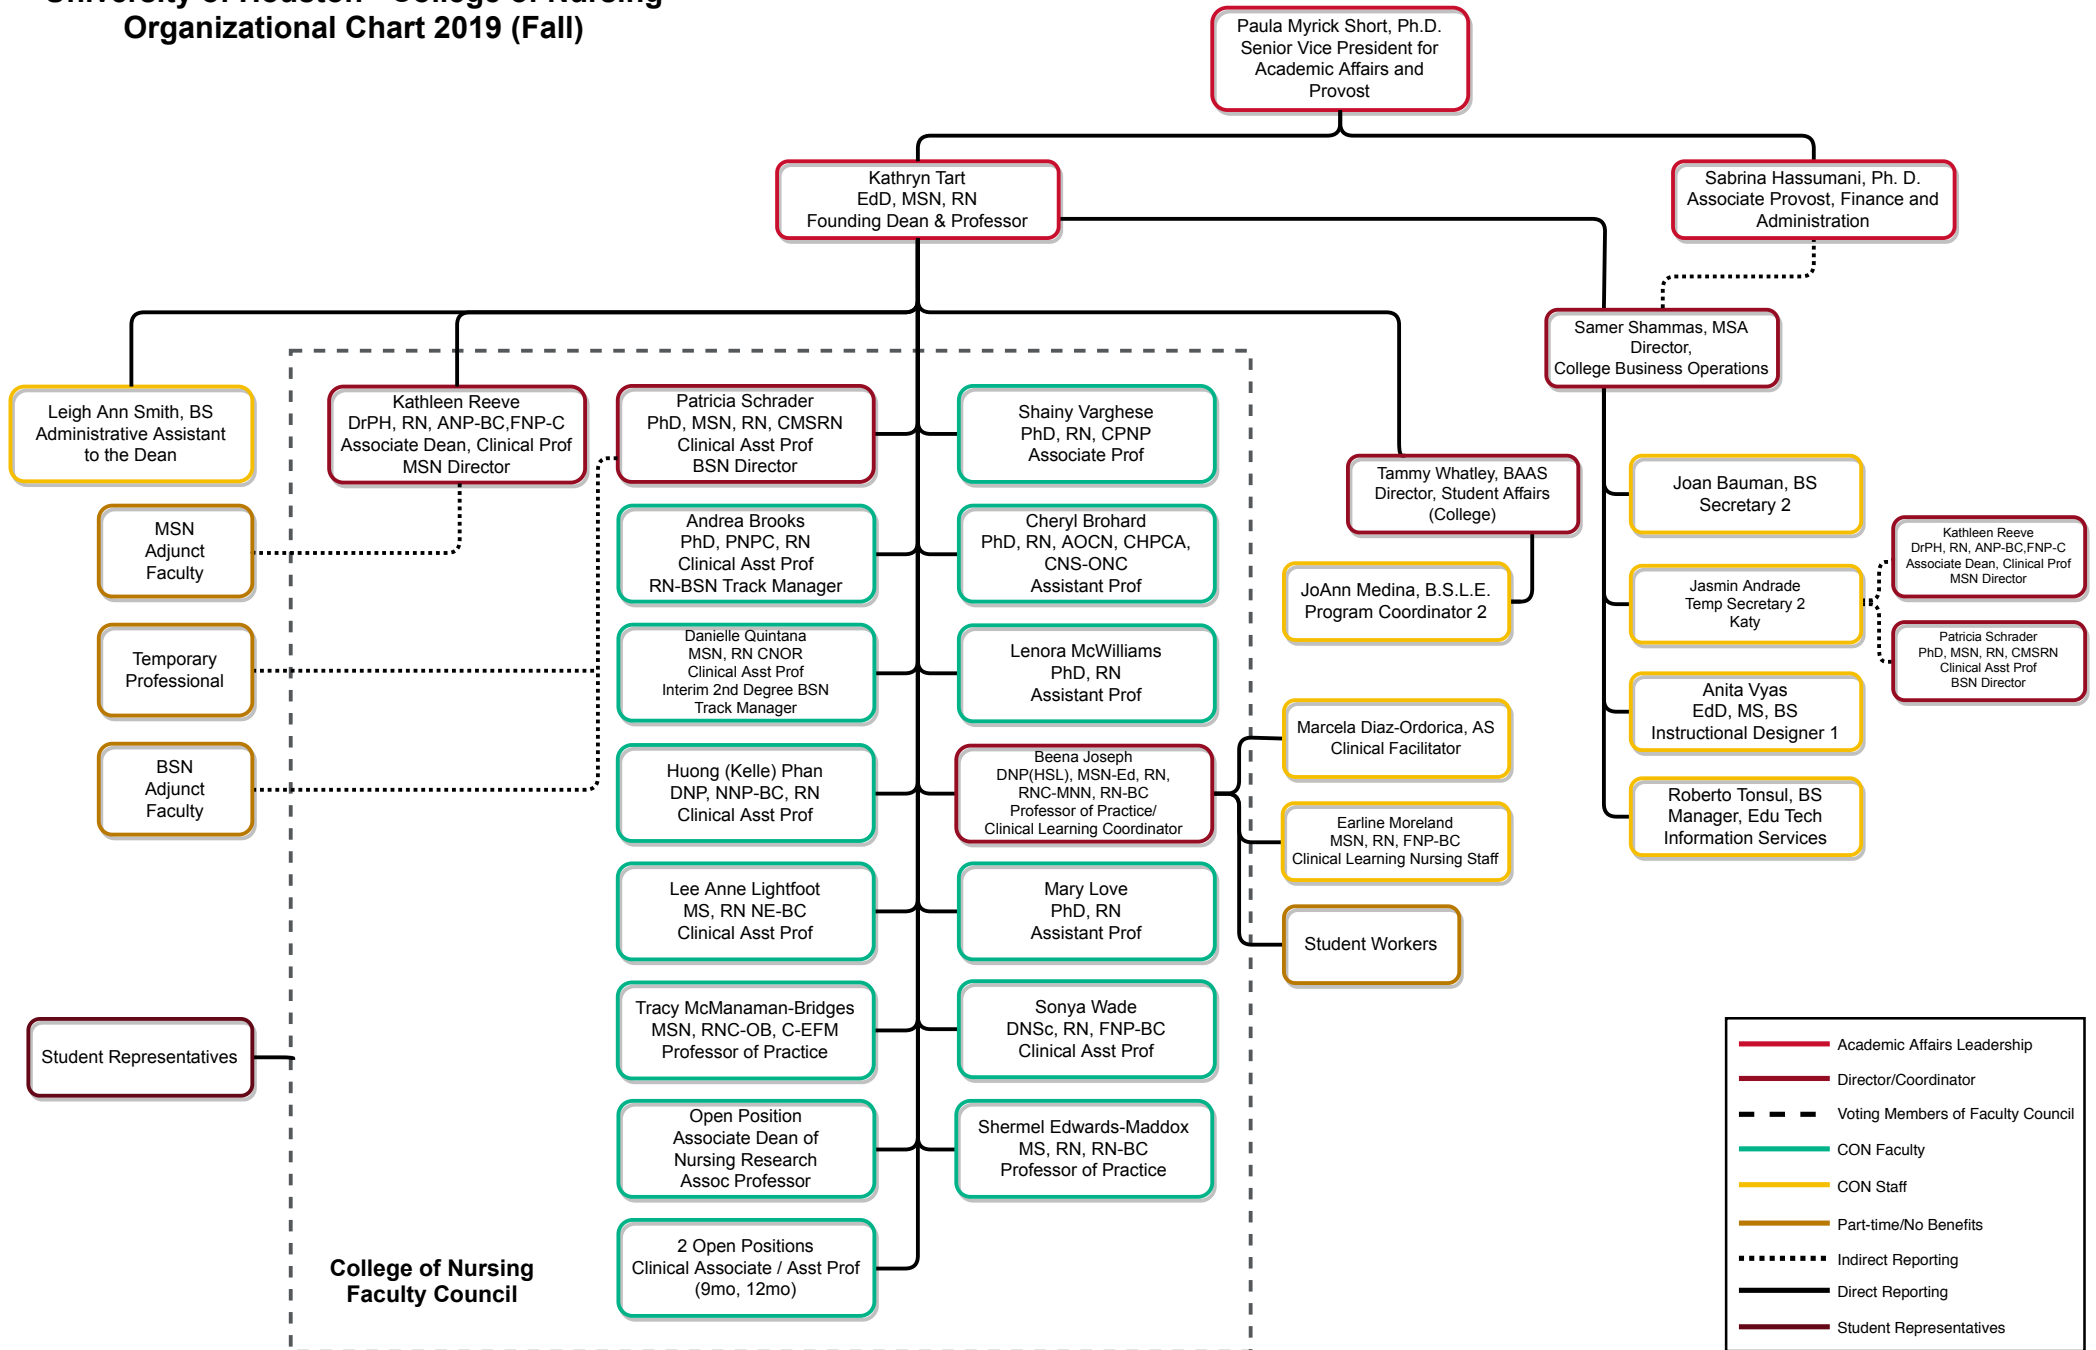 University of Houston - College of Nursing
Organizational Chart 2019 (Fall)
Paula Myrick Short, Ph.D.
Senior Vice President for
Academic Affairs and
Provost
Kathryn Tart
EdD, MSN, RN
Founding Dean & Professor
Sabrina Hassumani, Ph. D.
Associate Provost, Finance and
Administration
Samer Shammas, MSA
Director,
College Business Operations
Leigh Ann Smith, BS
Administrative Assistant
to the Dean
Kathleen Reeve
DrPH, RN, ANP-BC,FNP-C
Associate Dean, Clinical Prof
MSN Director
Patricia Schrader
PhD, MSN, RN, CMSRN
Clinical Asst Prof
BSN Director
Shainy Varghese
PhD, RN, CPNP
Associate Prof
Tammy Whatley, BAAS
Director, Student Affairs
(College)
Joan Bauman, BS
Secretary 2
MSN
Adjunct
Faculty
Andrea Brooks
PhD, PNPC, RN
Clinical Asst Prof
RN-BSN Track Manager
Cheryl Brohard
PhD, RN, AOCN, CHPCA,
CNS-ONC
Assistant Prof
JoAnn Medina, B.S.L.E.
Program Coordinator 2
Jasmin Andrade
Temp Secretary 2
Katy
Kathleen Reeve
DrPH, RN, ANP-BC,FNP-C
Associate Dean, Clinical Prof
MSN Director
Patricia Schrader
PhD, MSN, RN, CMSRN
Clinical Asst Prof
BSN Director
Temporary
Professional
Danielle Quintana
MSN, RN CNOR
Clinical Asst Prof
Interim 2nd Degree BSN
Track Manager
Lenora McWilliams
PhD, RN
Assistant Prof
Marcela Diaz-Ordorica, AS
Clinical Facilitator
Anita Vyas
EdD, MS, BS
Instructional Designer 1
BSN
Adjunct
Faculty
Huong (Kelle) Phan
DNP, NNP-BC, RN
Clinical Asst Prof
Beena Joseph
DNP(HSL), MSN-Ed, RN,
RNC-MNN, RN-BC
Professor of Practice/
Clinical Learning Coordinator
Earline Moreland
MSN, RN, FNP-BC
Clinical Learning Nursing Staff
Roberto Tonsul, BS
Manager, Edu Tech
Information Services
Lee Anne Lightfoot
MS, RN NE-BC
Clinical Asst Prof
Mary Love
PhD, RN
Assistant Prof
Student Workers
Student Representatives
Tracy McManaman-Bridges
MSN, RNC-OB, C-EFM
Professor of Practice
Sonya Wade
DNSc, RN, FNP-BC
Clinical Asst Prof
Open Position
Associate Dean of
Nursing Research
Assoc Professor
Shermel Edwards-Maddox
MS, RN, RN-BC
Professor of Practice
2 Open Positions
Clinical Associate / Asst Prof
(9mo, 12mo)
College of Nursing
Faculty Council
Academic Affairs Leadership
Director/Coordinator
Voting Members of Faculty Council
CON Faculty
CON Staff
Part-time/No Benefits
Indirect Reporting
Direct Reporting
Student Representatives